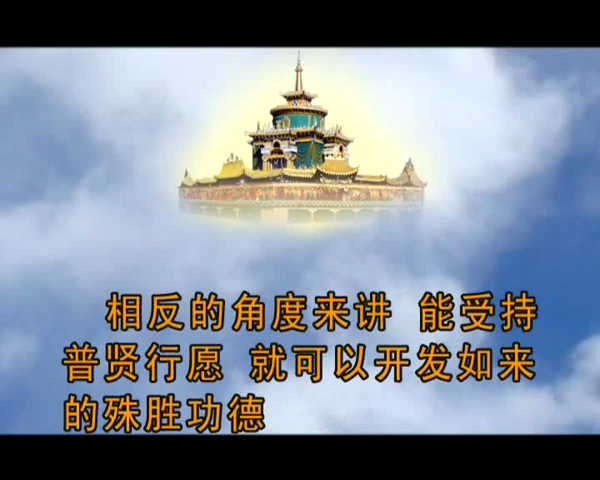 相反的角度来讲 能受持
普贤行愿 就可以开发如来
的殊胜功德